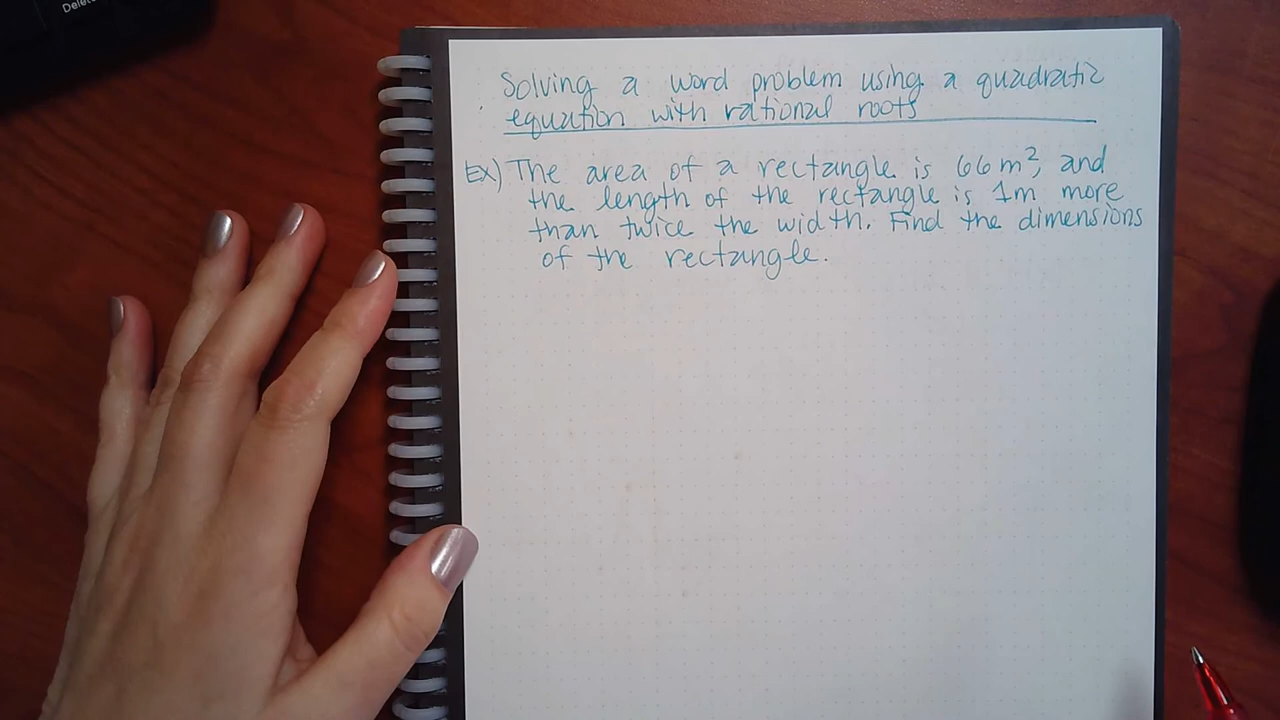 Delete
Solving a word problem using a quadratic
equation with rational roots
Ex) The area of a rectangle is 66 m², and
the length of the rectangle is 1m more
than twice the width. Find the dimensions
of the rectangle.